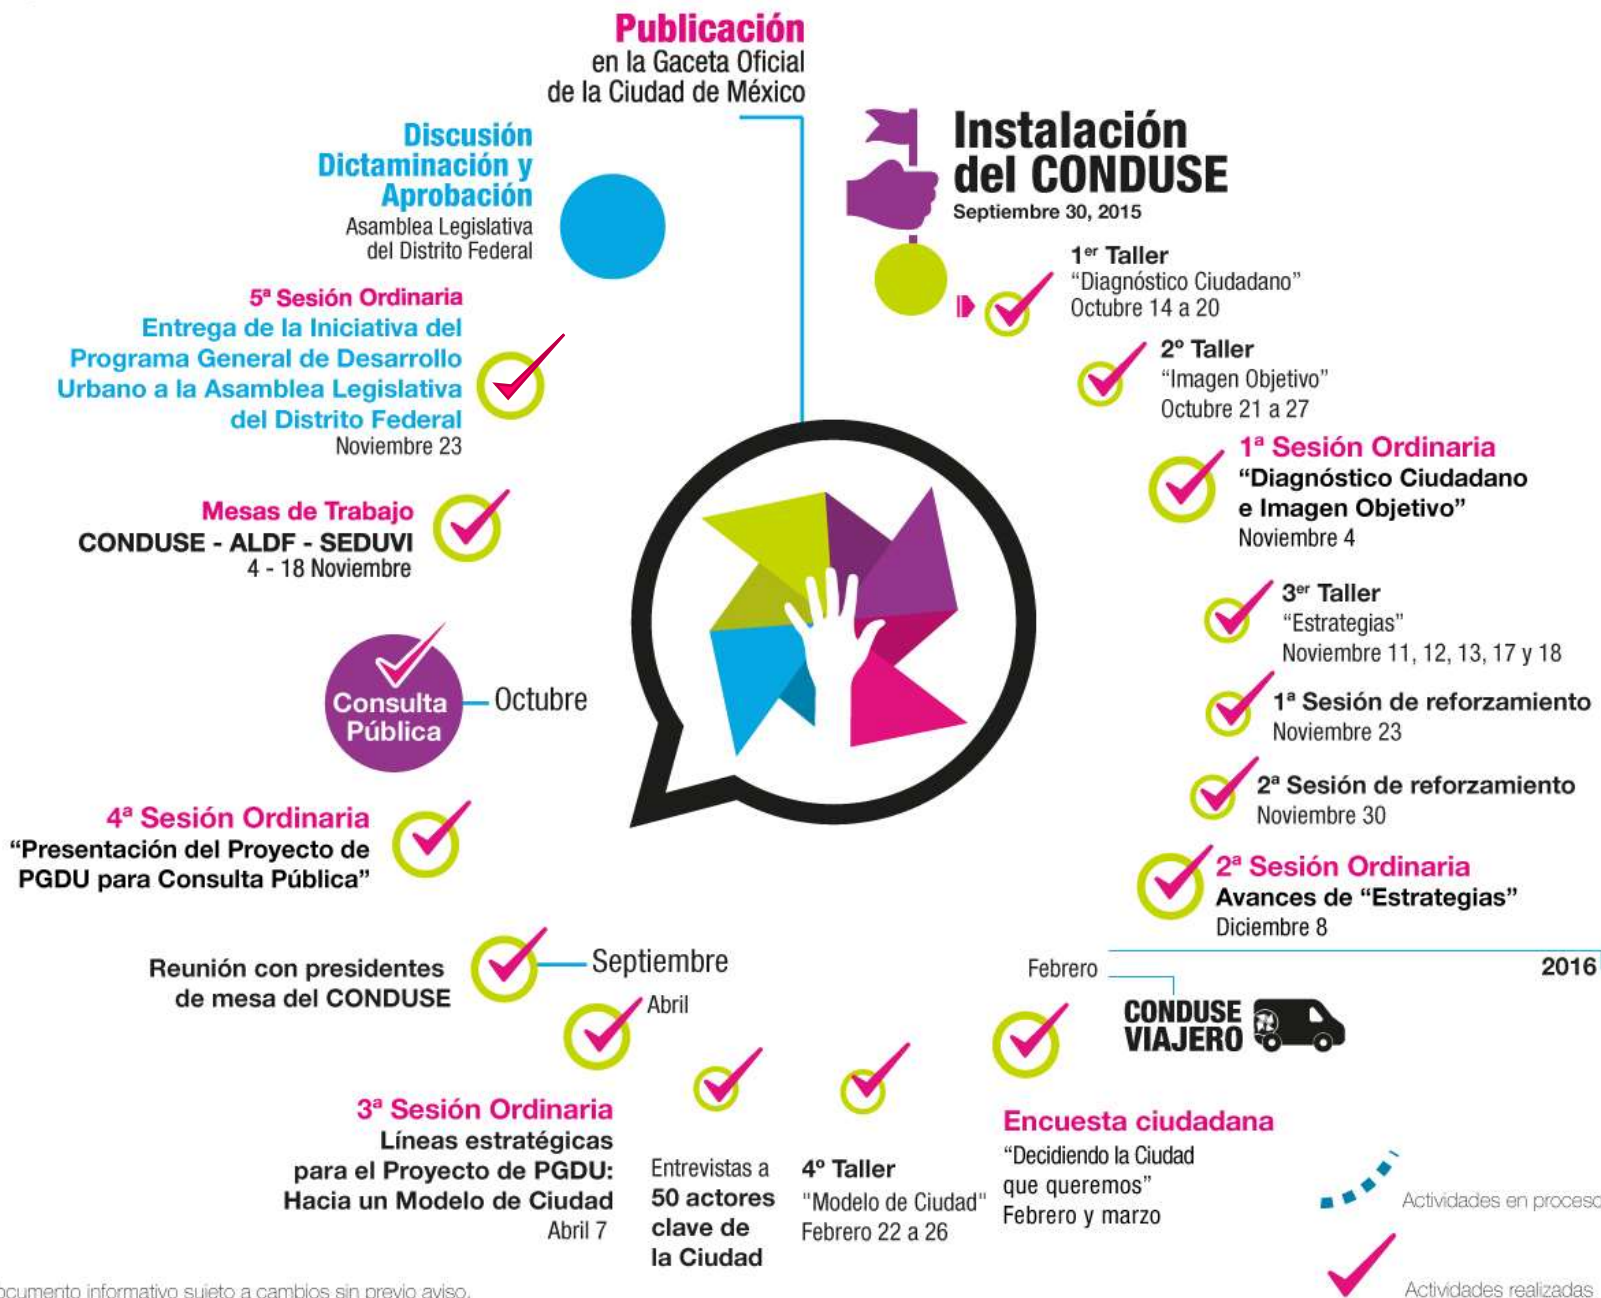 Publicación
en la Gaceta Oficial
de la Ciudad de México
Instalación
del CONDUSE
Septiembre 30, 2015
1er Taller
“Diagnóstico Ciudadano”
Octubre 14 a 20
2º Taller
“Imagen Objetivo”
Octubre 21 a 27
1ª Sesión Ordinaria
“Diagnóstico Ciudadano
e Imagen Objetivo”
Noviembre 4
3er Taller
“Estrategias”
Noviembre 11, 12, 13, 17 y 18
1ª Sesión de reforzamiento
Noviembre 23
2ª Sesión de reforzamiento
Noviembre 30
2ª Sesión Ordinaria
Avances de “Estrategias”
Diciembre 8
2016
Febrero
CONDUSE
VIAJERO
Encuesta ciudadana
“Decidiendo la Ciudad
que queremos”
Febrero y marzo
4º Taller
"Modelo de Ciudad"
Febrero 22 a 26
Entrevistas a
50 actores
clave de
la Ciudad
Abril
3ª Sesión Ordinaria
Líneas estratégicas
para el Proyecto de PGDU:
Hacia un Modelo de Ciudad
Abril 7
Septiembre
Reunión con presidentes
de mesa del CONDUSE
4ª Sesión Ordinaria
“Presentación del Proyecto de
PGDU para Consulta Pública”
Consulta
Pública
Octubre
Mesas de Trabajo
CONDUSE - ALDF - SEDUVI
4 - 18 Noviembre
5ª Sesión Ordinaria
Entrega de la Iniciativa del
Programa General de Desarrollo
Urbano a la Asamblea Legislativa
del Distrito Federal
Noviembre 23
Discusión
Dictaminación y
Aprobación
Asamblea Legislativa
del Distrito Federal
Actividades en proceso
Actividades realizadas
ocumento informativo sujeto a cambios sin previo aviso.